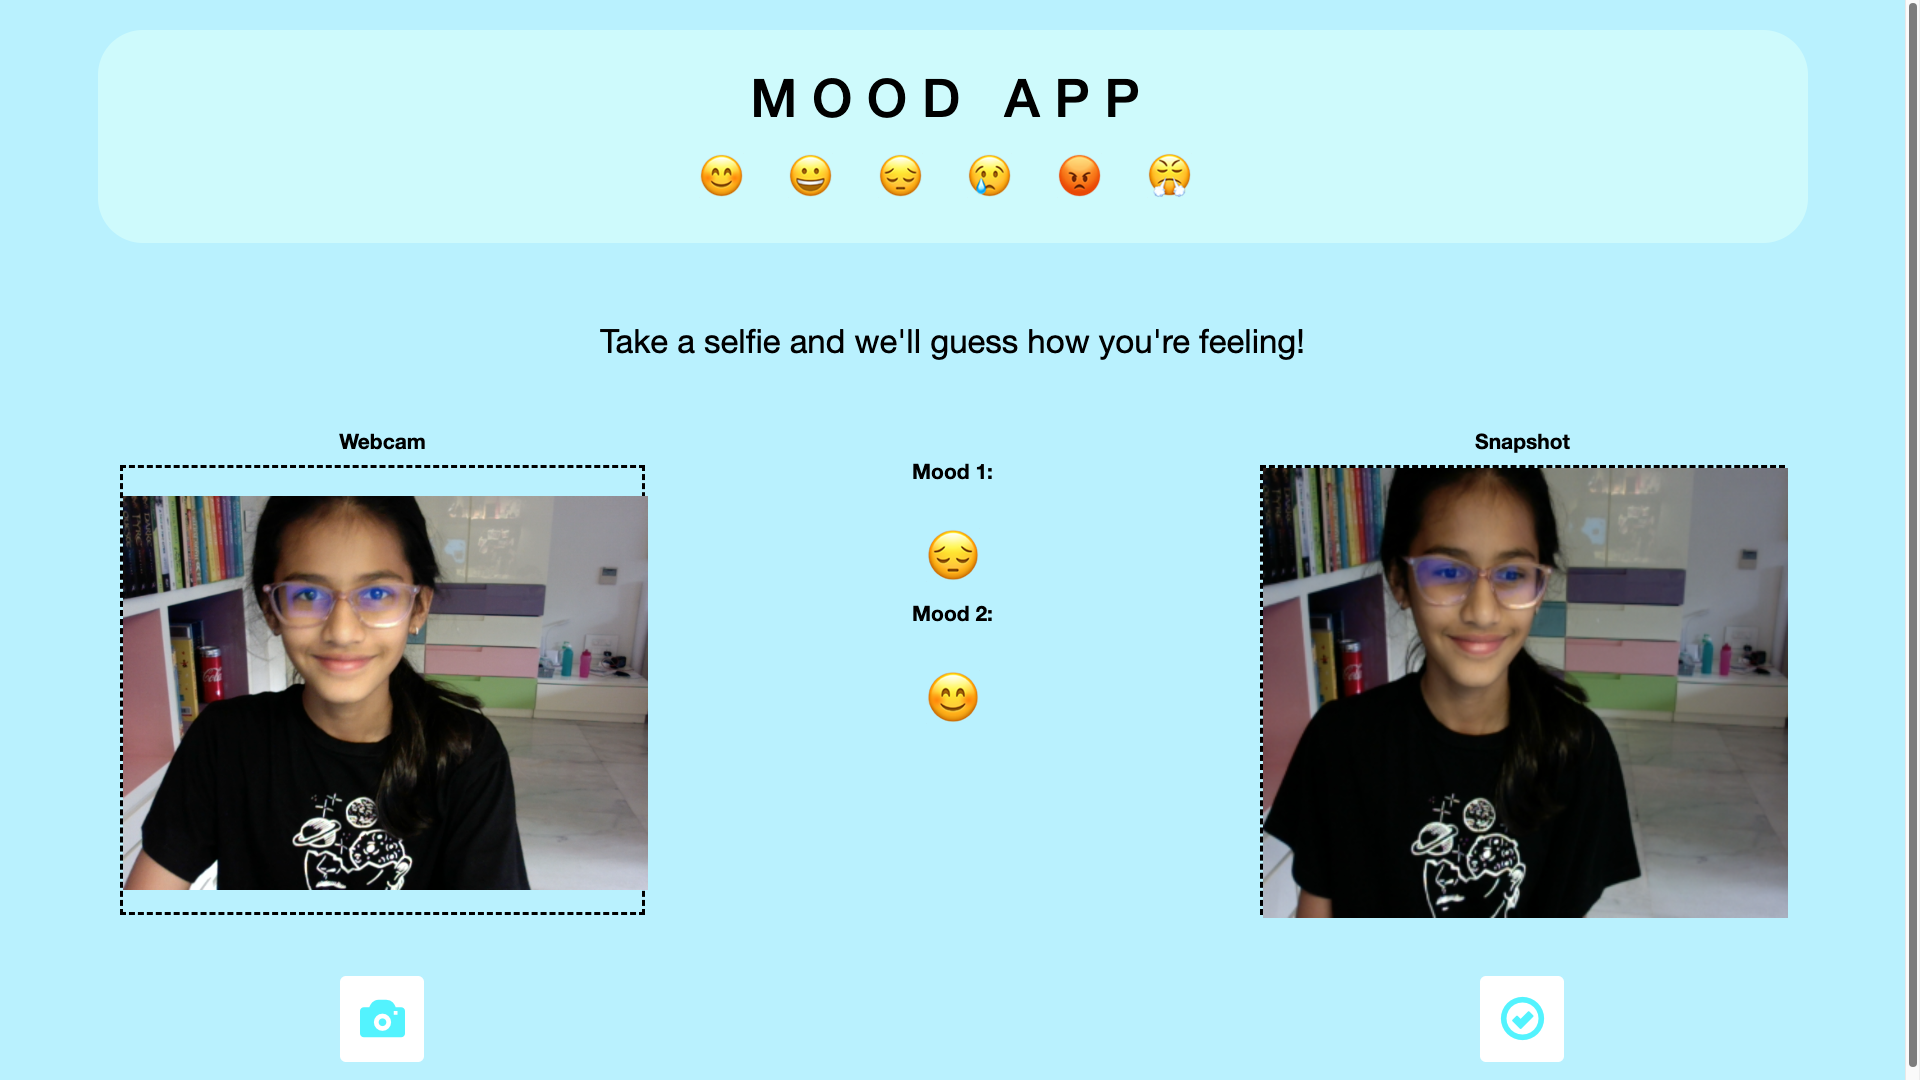 MOOD APP
😊 😀 😔 😢 😡 😤
Take a selfie and we'll guess how you're feeling!
Webcam
Mood 1:
😔
Mood 2:
😊
Snapshot